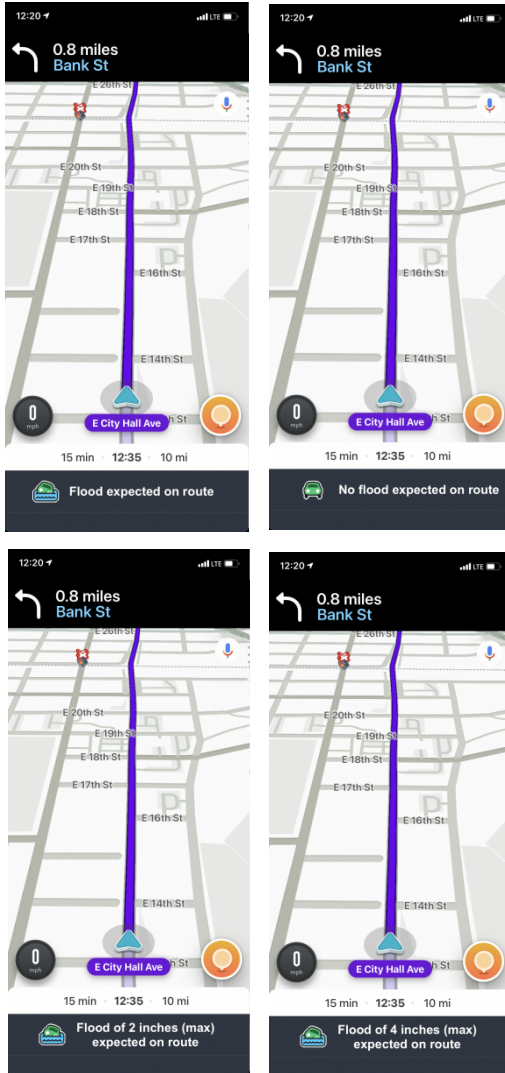 12:20 LTE
0.8 miles
Bank St
E 26th St
E 20th St
E 19th St
E 18th St
E 17th St
P
E 16th St
E 14th St
0
mph
E City Hall Ave
h St
15 min 12:35 10 mi
Flood expected on route
12:20 LTE
0.8 miles
Bank St
E 26th St
E 20th St
E 19th St
E 18th St
E 17th St
P
E 16th St
E 14th St
0
mph
E City Hall Ave
h St
15 min 12:35 10 mi
No flood expected on route
12:20 LTE
0.8 miles
Bank St
E 26th St
E 20th St
E 19th St
E 18th St
E 17th St
P
E 16th St
E 14th St
0
mph
E City Hall Ave
h St
15 min 12:35 10 mi
Flood of 2 inches (max)
expected on route
12:20 LTE
0.8 miles
Bank St
E 26th St
E 20th St
E 19th St
E 18th St
E 17th St
P
E 16th St
E 14th St
0
mph
E City Hall Ave
h St
15 min 12:35 10 mi
Flood of 4 inches (max)
expected on route